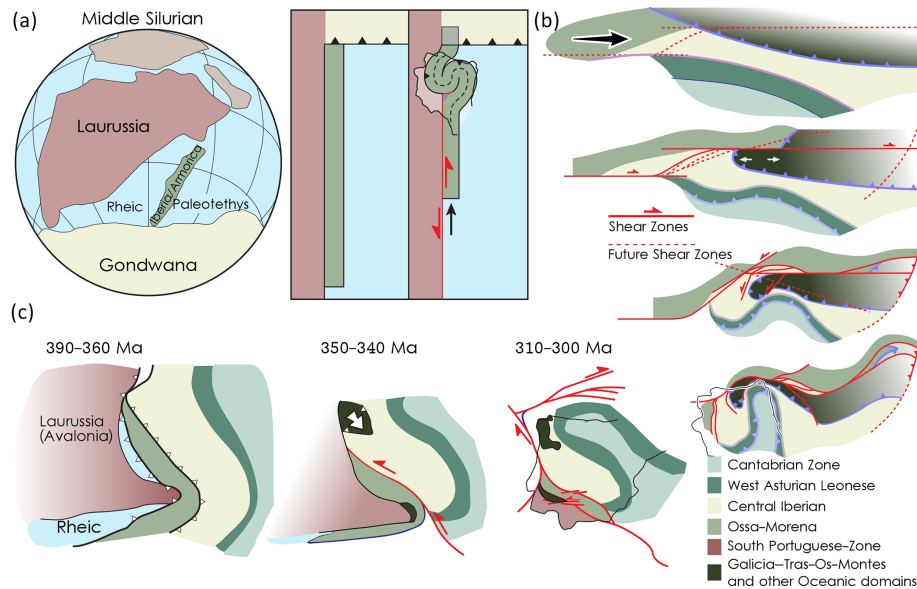 (a)
Middle Silurian
Laurussia
Iberia/Armorica
Rheic
Paleotethys
Gondwana
(b)
Shear Zones
Future Shear Zones
(c)
390–360 Ma
350–340 Ma
310–300 Ma
Laurussia
(Avalonia)
Rheic
Cantabrian Zone
West Asturian Leonese
Central Iberian
Ossa–Morena
South Portuguese–Zone
Galicia–Tras–Os–Montes
and other Oceanic domains